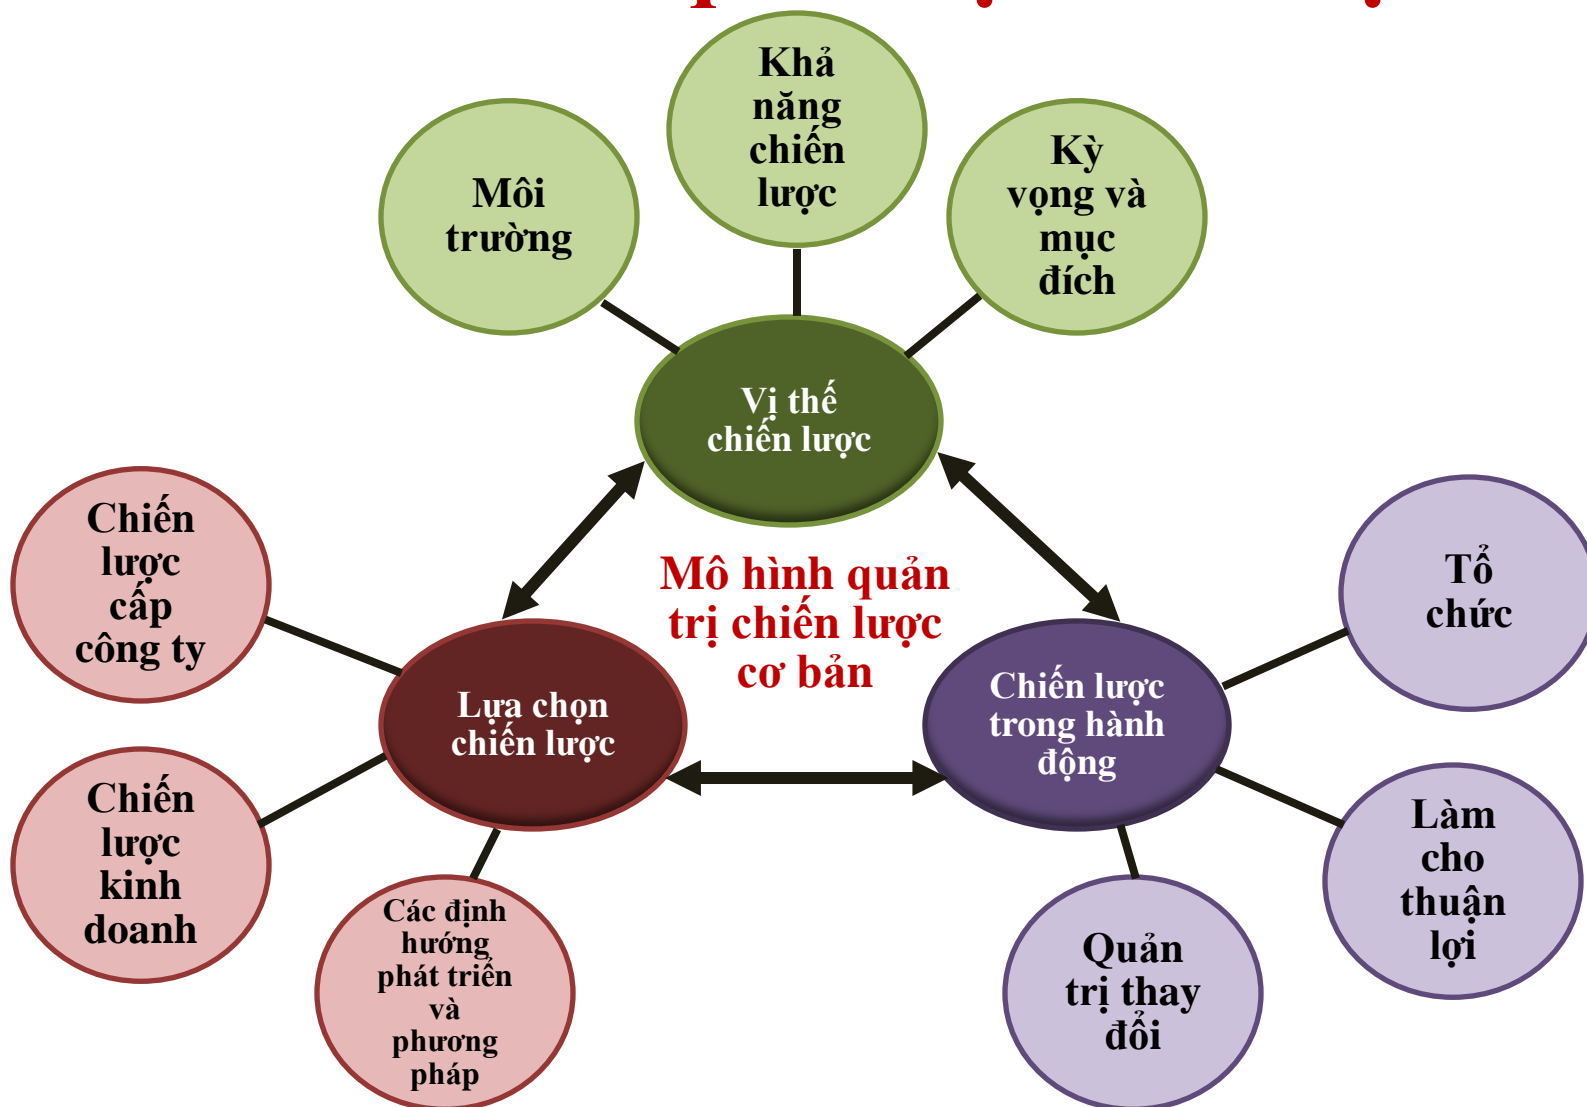 Khả
năng
chiến
lược
Môi
trường
Kỳ
vọng và
mục
đích
Vị thế
chiến lược
Mô hình quản
trị chiến lược
cơ bản
Chiến
lược
cấp
công ty
Lựa chọn
chiến lược
Chiến
lược
kinh
doanh
Các định
hướng
phát triển
và
phương
pháp
Chiến lược
trong hành
động
Tổ
chức
Làm
cho
thuận
lợi
Quản
trị thay
đổi